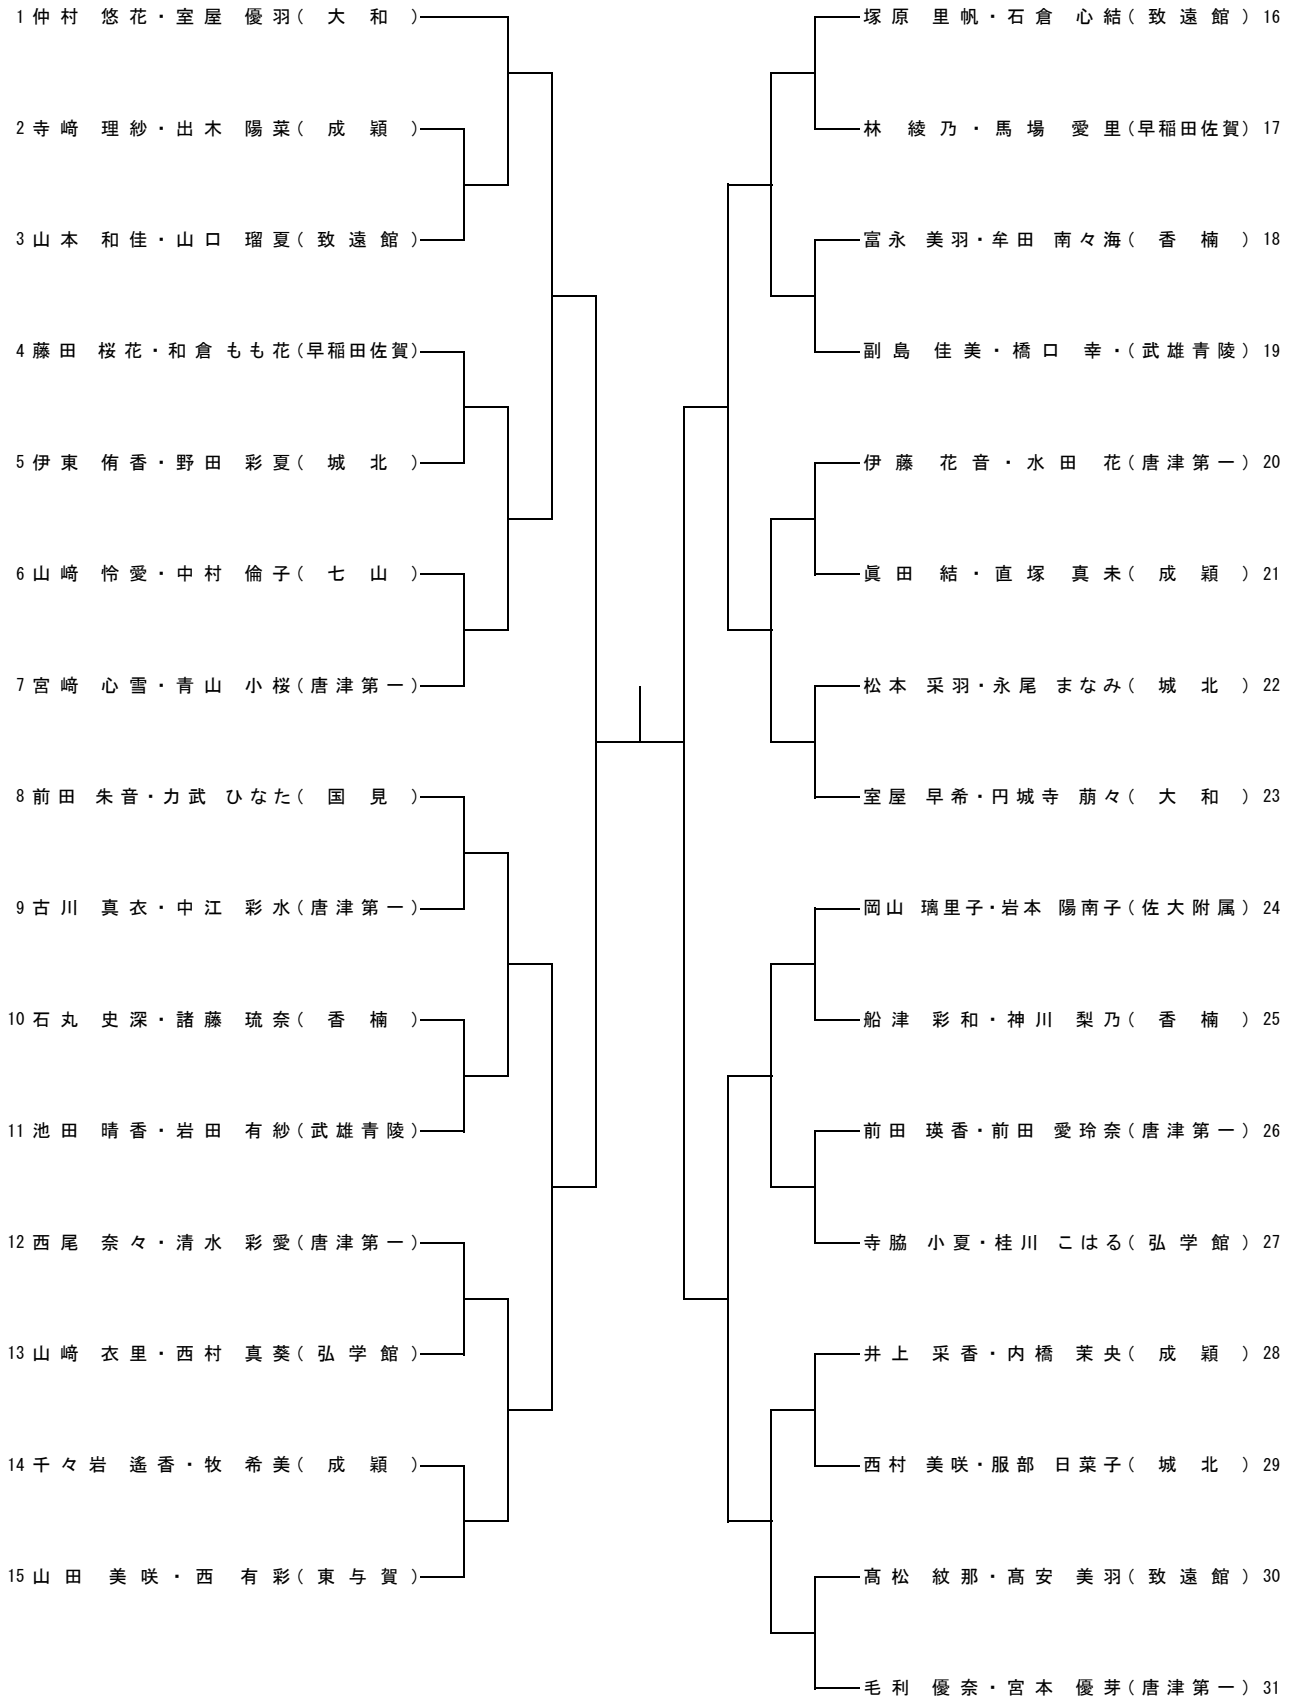 1 仲村 悠花・室屋 優羽(大和)
2 寺﨑 理紗・出木 陽菜(成穎)
3 山本 和佳・山口 瑠夏(致遠館)
4 藤田 桜花・和倉 もも花(早稲田佐賀)
5 伊東 侑香・野田 彩夏(城北)
6 山﨑 怜愛・中村 倫子(七山)
7 宮﨑 心雪・青山 小桜(唐津第一)
8 前田 朱音・力武 ひなた(国見)
9 古川 真衣・中江 彩水(唐津第一)
10 石丸 史深・諸藤 琉奈(香楠)
11 池田 晴香・岩田 有紗(武雄青陵)
12 西尾 奈々・清水 彩愛(唐津第一)
13 山﨑 衣里・西村 真葵(弘学館)
14 千々岩 遙香・牧 希美(成穎)
15 山田 美咲・西 有彩(東与賀)
塚原 里帆・石倉 心結(致遠館) 16
林 綾乃・馬場 愛里(早稲田佐賀) 17
富永 美羽・牟田 南々海(香楠) 18
副島 佳美・橋口 幸・(武雄青陵) 19
伊藤 花音・水田 花(唐津第一) 20
眞田 結・直塚 真未(成穎) 21
松本 采羽・永尾 まなみ(城北) 22
室屋 早希・円城寺 萠々(大和) 23
岡山 璃里子・岩本 陽南子(佐大附属) 24
船津 彩和・神川 梨乃(香楠) 25
前田 瑛香・前田 愛玲奈(唐津第一) 26
寺脇 小夏・桂川 こはる(弘学館) 27
井上 采香・内橋 茉央(成穎) 28
西村 美咲・服部 日菜子(城北) 29
髙松 紋那・髙安 美羽(致遠館) 30
毛利 優奈・宮本 優芽(唐津第一) 31